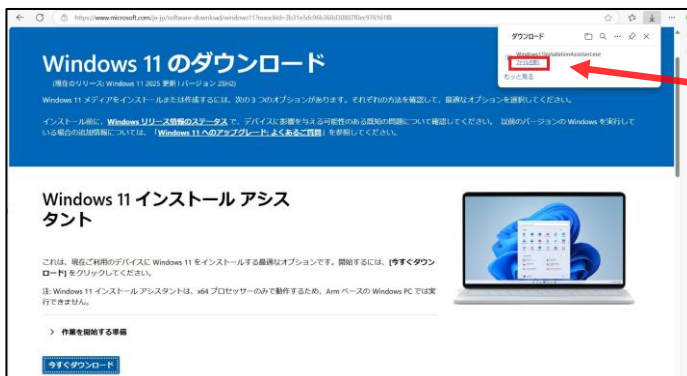 https://www.microsoft.com/ja-jp/software-download/windows11?msockid=
ダウンロード
Windows11InstallationAssistant.exe
ファイルを開く
もっと見る
Windows 11 のダウンロード
(現在のリリース: Windows 11 2025 更新 l バージョン 25H2)
Windows 11 メディアをインストールまたは作成するには、次の 3 つのオプションがあります。それぞれの方法を確認して、最適なオプションを選択してください。
インストール前に、Windows リリース情報のステータス で、デバイスに影響を与える可能性のある既知の問題について確認してください。 以前のバージョンの Windows を実行して
いる場合の追加情報については、「Windows 11 へのアップグレード: よくあるご質問」を参照してください。
Windows 11 インストール アシス
タント
これは、現在ご利用のデバイスに Windows 11 をインストールする最適なオプションです。開始するには、[今すぐダウン
ロード] をクリックしてください。
注: Windows 11 インストール アシスタントは、x64 プロセッサーのみで動作するため、Arm ベースの Windows PC では実
行できません。
作業を開始する準備
今すぐダウンロード